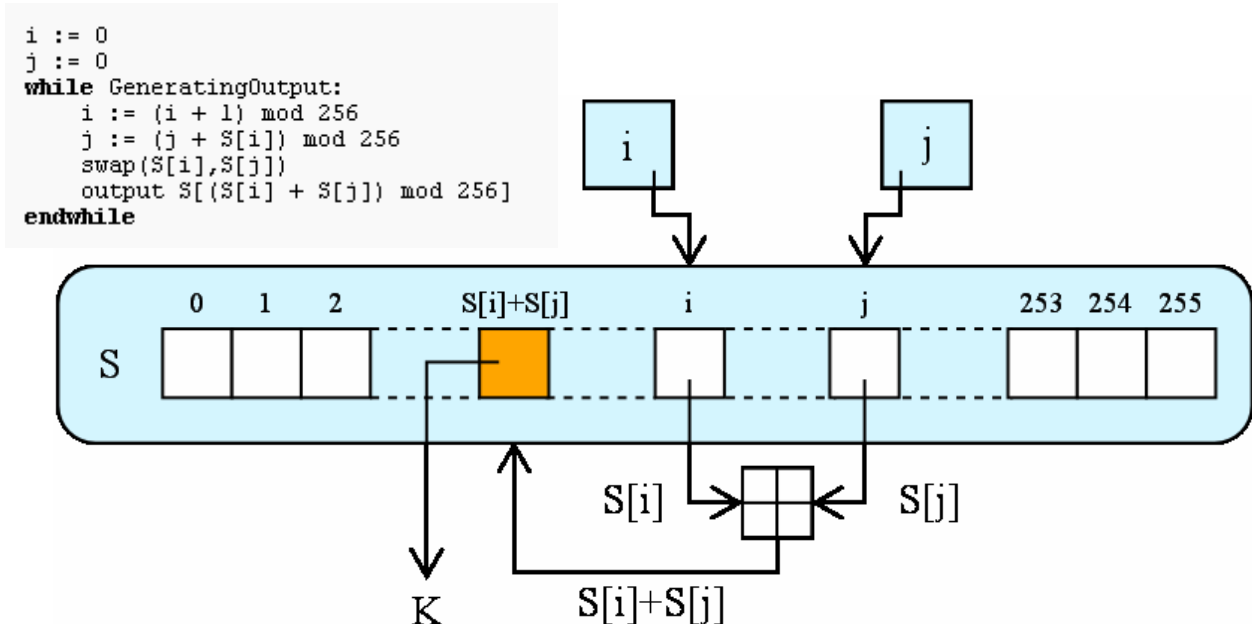 i := 0
j := 0
while GeneratingOutput:
    i := (i + 1) mod 256
    j := (j + S[i]) mod 256
    swap(S[i],S[j])
    output S[(S[i] + S[j]) mod 256]
endwhile
i j
0 1 2 S[i]+S[j] i j 253 254 255
S
S[i] S[j]
K S[i]+S[j]